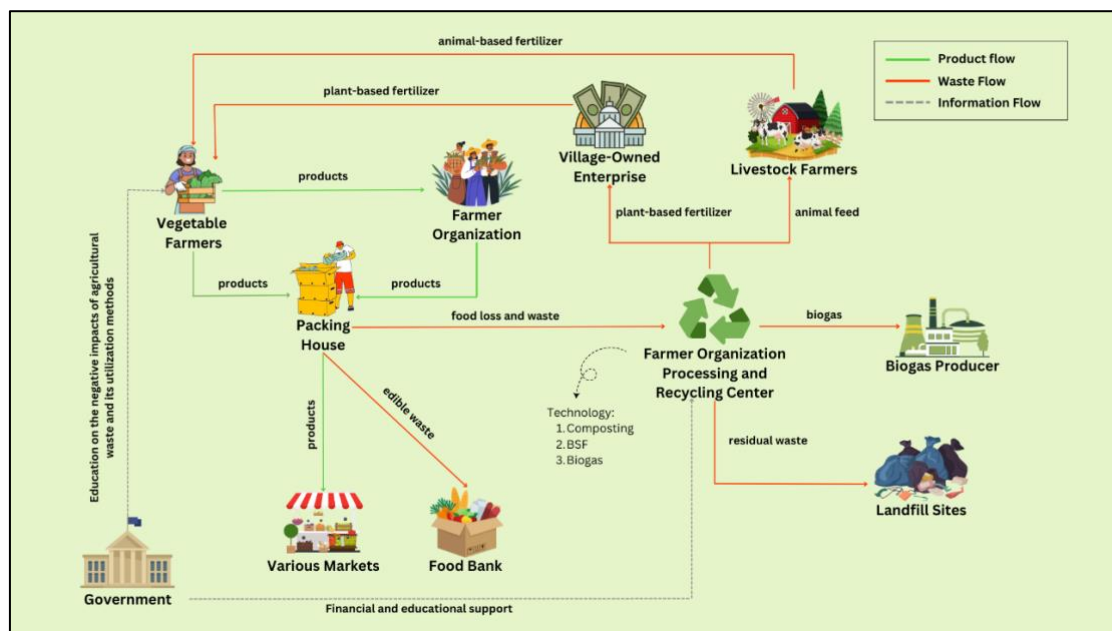 animal-based fertilizer
Product flow
Waste Flow
Information Flow
plant-based fertilizer
Village-Owned
Enterprise
Livestock Farmers
products
Vegetable
Farmers
Farmer
Organization
plant-based fertilizer
animal feed
Education on the negative impacts of agricultural
waste and its utilization methods
products
products
Packing
House
food loss and waste
biogas
Farmer Organization
Processing and
Recycling Center
Biogas Producer
Technology:
1. Composting
2. BSF
3. Biogas
products
edible waste
residual waste
Landfill Sites
Various Markets
Food Bank
Government
Financial and educational support